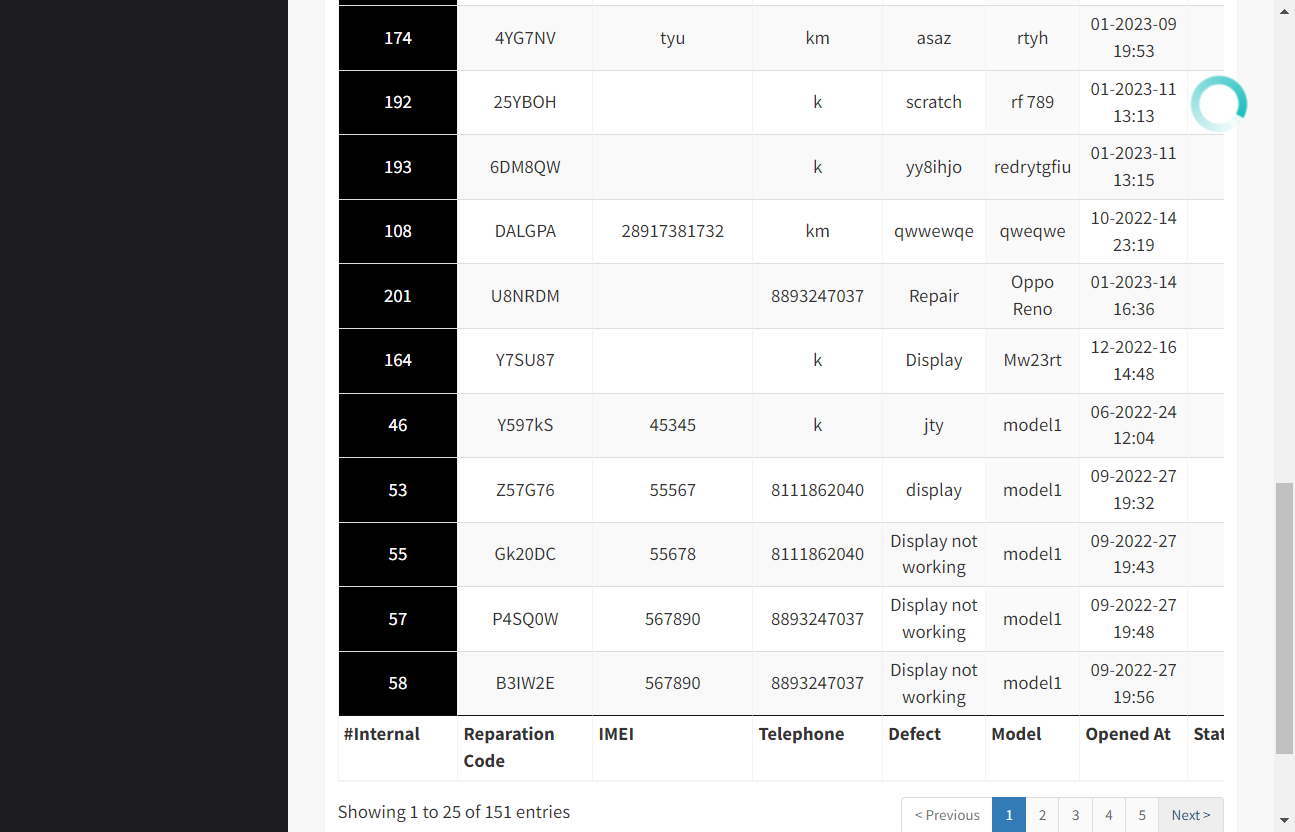 174 4YG7NV tyu km asaz rtyh 01-2023-09 19:53
192 25YBOH k scratch rf 789 01-2023-11 13:13
193 6DM8QW k yy8ihjo redrytgfiu 01-2023-11 13:15
108 DALGPA 28917381732 km qwwewqe qweqwe 10-2022-14 23:19
201 U8NRDM 8893247037 Repair Oppo Reno 01-2023-14 16:36
164 Y7SU87 k Display Mw23rt 12-2022-16 14:48
46 Y597kS 45345 k jty model1 06-2022-24 12:04
53 Z57G76 55567 8111862040 display model1 09-2022-27 19:32
55 Gk20DC 55678 8111862040 Display not working model1 09-2022-27 19:43
57 P4SQ0W 567890 8893247037 Display not working model1 09-2022-27 19:48
58 B3IW2E 567890 8893247037 Display not working model1 09-2022-27 19:56
#Internal Reparation Code IMEI Telephone Defect Model Opened At Stat
Showing 1 to 25 of 151 entries
< Previous 1 2 3 4 5 Next >